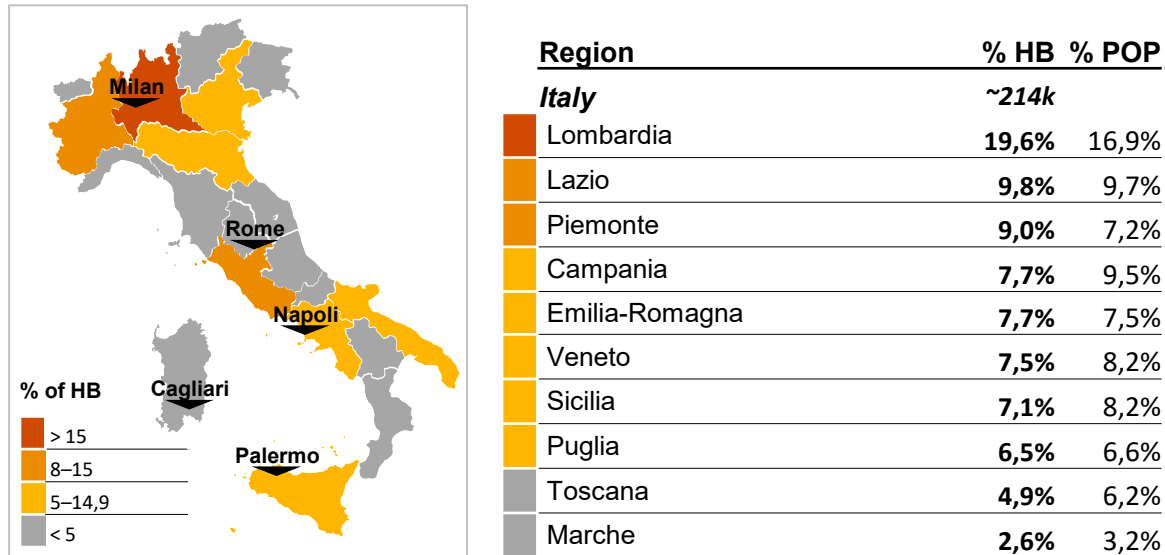 Milan
Rome
Napoli
Cagliari
Palermo
% of HB
> 15
8–15
5–14,9
< 5
Region % HB % POP
Italy ~214k
Lombardia 19,6% 16,9%
Lazio 9,8% 9,7%
Piemonte 9,0% 7,2%
Campania 7,7% 9,5%
Emilia-Romagna 7,7% 7,5%
Veneto 7,5% 8,2%
Sicilia 7,1% 8,2%
Puglia 6,5% 6,6%
Toscana 4,9% 6,2%
Marche 2,6% 3,2%